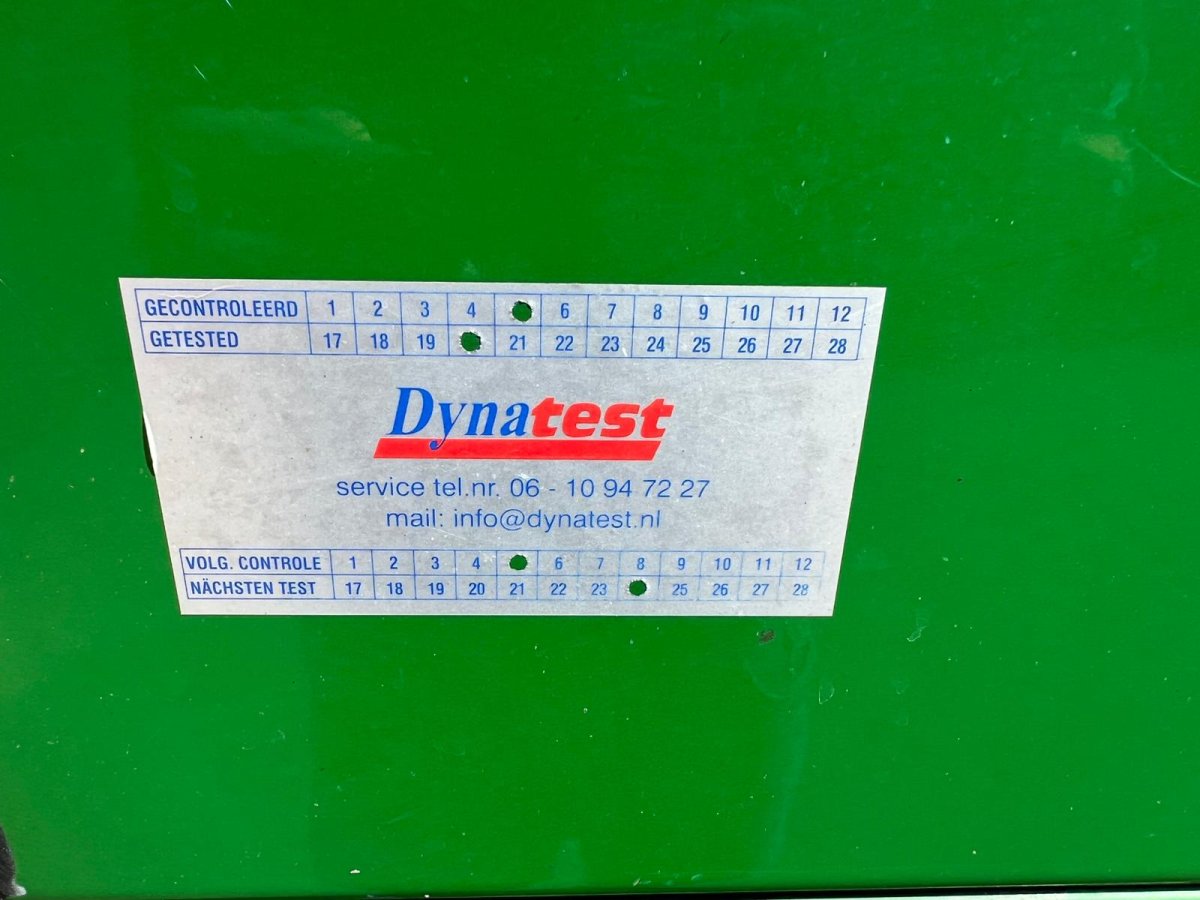 GECONTROLEERD 1 2 3 4 6 7 8 9 10 11 12
GETESTED 17 18 19 21 22 23 24 25 26 27 28
Dynatest
service tel.nr. 06 - 10 94 72 27
mail: info@dynatest.nl
VOLG. CONTROLE 1 2 3 4 6 7 8 9 10 11 12
NÄCHSTEN TEST 17 18 19 20 21 22 23 25 26 27 28